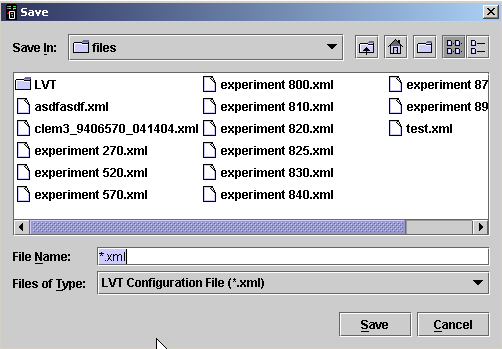 Save
Save In: files
LVT
asdfasdf.xml
clem3_9406570_041404.xml
experiment 270.xml
experiment 520.xml
experiment 570.xml
experiment 800.xml
experiment 810.xml
experiment 820.xml
experiment 825.xml
experiment 830.xml
experiment 840.xml
experiment 87
experiment 89
test.xml
File Name: *.xml
Files of Type: LVT Configuration File (*.xml)
Save Cancel